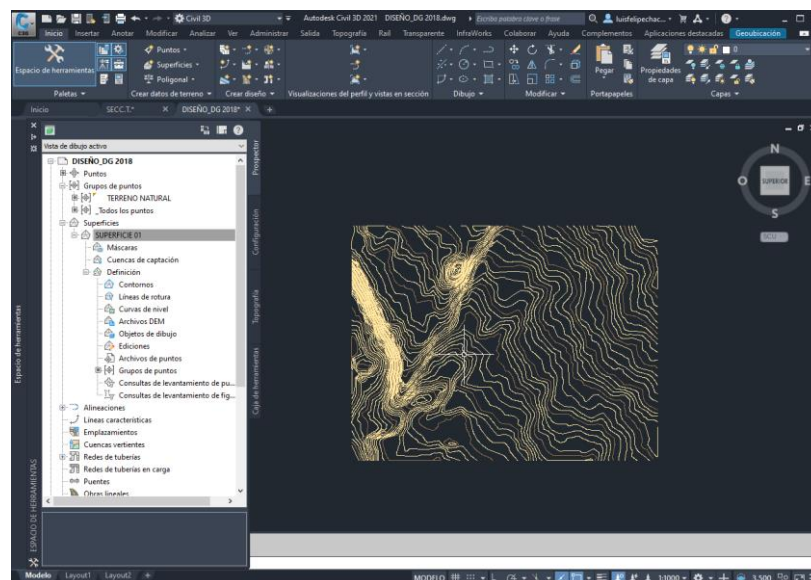 Civil 3D
Autodesk Civil 3D 2021 DISEÑO_DG 2018.dwg
Escriba palabra clave o frase
luisfelipechac...
C3D
Inicio Insertar Anotar Modificar Analizar Ver Administrar Salida Topografía Rail Transparente InfraWorks Colaborar Ayuda Complementos Aplicaciones destacadas Geoubicación
Espacio de herramientas
Puntos
Superficies
Poligonal
Pegar
Propiedades de capa
0
Paletas Crear datos de terreno Crear diseño Visualizaciones del perfil y vistas en sección Dibujo Modificar Portapapeles Capas
Inicio SECC.T.* DISEÑO_DG 2018*
Vista de dibujo activo
DISEÑO_DG 2018
Puntos
Grupos de puntos
TERRENO NATURAL
_Todos los puntos
Superficies
SUPERFICIE 01
Máscaras
Cuencas de captación
Definición
Contornos
Líneas de rotura
Curvas de nivel
Archivos DEM
Objetos de dibujo
Ediciones
Archivos de puntos
Grupos de puntos
Consultas de levantamiento de pu...
Consultas de levantamiento de fig...
Alineaciones
Líneas características
Emplazamientos
Cuencas vertientes
Redes de tuberías
Redes de tuberías en carga
Puentes
Obras lineales
Prospector
Configuración
Topografía
Caja de herramientas
Espacio de herramientas
ESPACIO DE HERRAMIENTAS
N
O SUPERIOR E
S
Modelo Layout1 Layout2 +
MODELO 1:1000 3.500